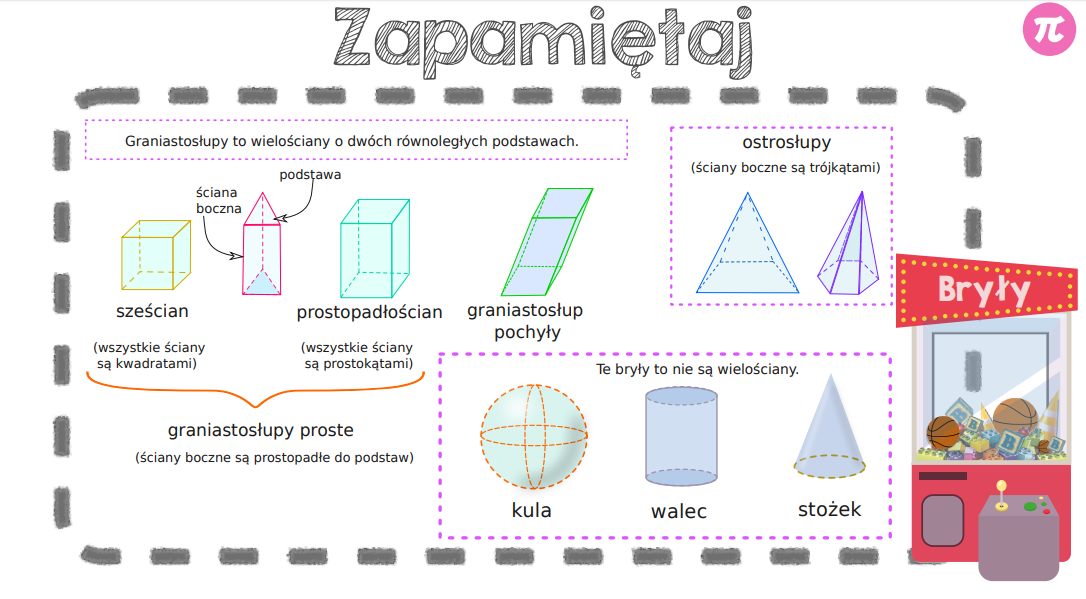 Zapamiętaj
π
Graniastosłupy to wielościany o dwóch równoległych podstawach.
podstawa
ściana
boczna
sześcian
(wszystkie ściany
są kwadratami)
prostopadłościan
(wszystkie ściany
są prostokątami)
graniastosłup
pochyły
graniastosłupy proste
(ściany boczne są prostopadłe do podstaw)
ostrosłupy
(ściany boczne są trójkątami)
Te bryły to nie są wielościany.
kula
walec
stożek
Bryły
B
B
B